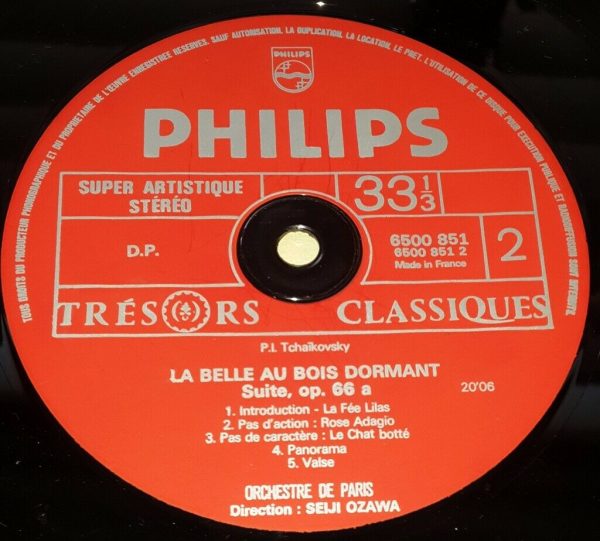 TOUS DROITS DU PRODUCTEUR PHONOGRAPHIQUE ET DU PROPRIETAIRE DE L'ŒUVRE ENREGISTREE RESERVES. SAUF AUTORISATION, LA DUPLICATION, LA LOCATION, LE PRET, L'UTILISATION DE CE DISQUE POUR EXECUTION PUBLIQUE ET RADIODIFFUSION SONT INTERDITS.
PHILIPS
PHILIPS
SUPER ARTISTIQUE
STÉRÉO
33 1/3
D.P.
6500 851
6500 851 2
Made in France
2
TRÉSORS CLASSIQUES
P.I. Tchaïkovsky
LA BELLE AU BOIS DORMANT
Suite, op. 66 a
20'06
1. Introduction - La Fée Lilas
2. Pas d'action : Rose Adagio
3. Pas de caractère : Le Chat botté
4. Panorama
5. Valse
ORCHESTRE DE PARIS
Direction : SEIJI OZAWA